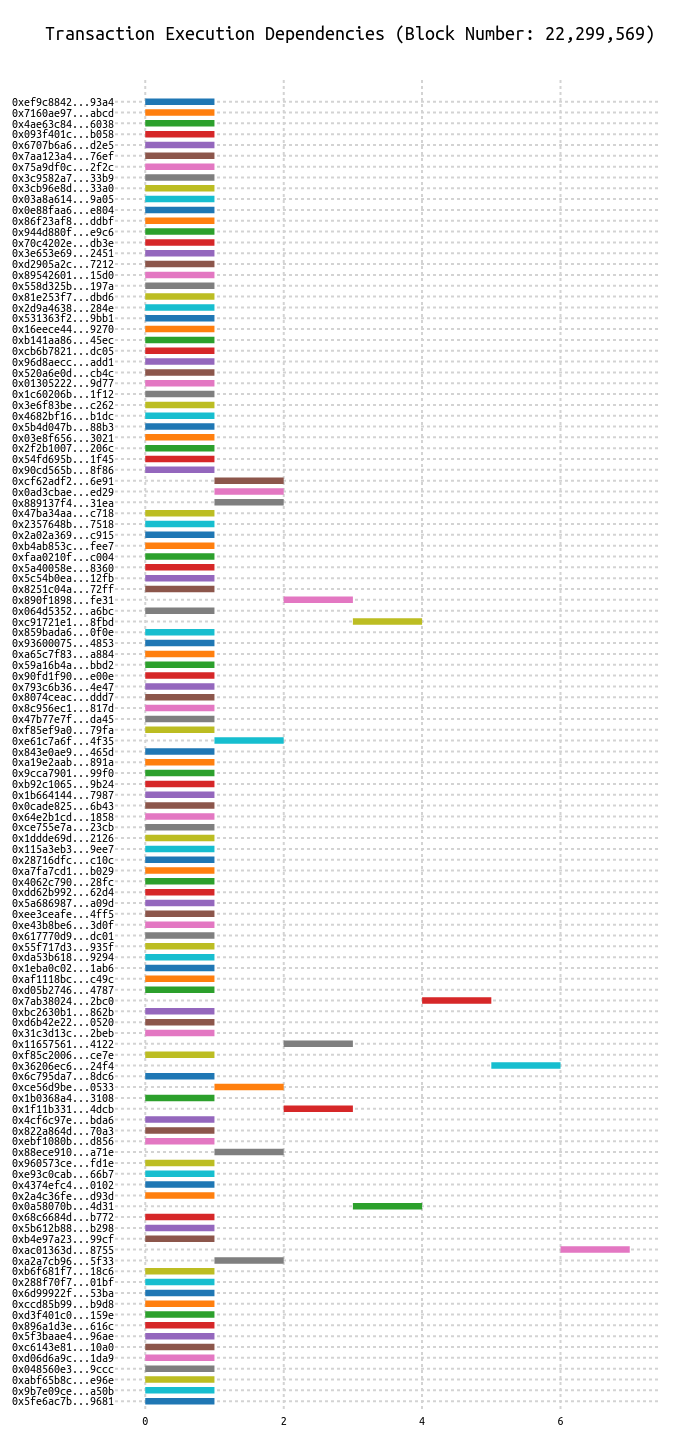 Transaction Execution Dependencies (Block Number: 22,299,569)
0xef9c8842...93a4
0x7160ae97...abcd
0x4ae63c84...6038
0x093f401c...b058
0x6707b6a6...d2e5
0x7aa123a4...76ef
0x75a9df0c...2f2c
0x3c9582a7...33b9
0x3cb96e8d...33a0
0x03a8a614...9a05
0x0e88faa6...e804
0x86f23af8...ddbf
0x944d880f...e9c6
0x70c4202e...db3e
0x3e653e69...2451
0xd2905a2c...7212
0x89542601...15d0
0x558d325b...197a
0x81e253f7...dbd6
0x2d9a4638...284e
0x531363f2...9bb1
0x16eece44...9270
0xb141aa86...45ec
0xcb6b7821...dc05
0x96d8aecc...add1
0x520a6e0d...cb4c
0x01305222...9d77
0x1c60206b...1f12
0x3e6f83be...c262
0x4682bf16...b1dc
0x5b4d047b...88b3
0x03e8f656...3021
0x2f2b1007...206c
0x54fd695b...1f45
0x90cd565b...8f86
0xcf62adf2...6e91
0x0ad3cbae...ed29
0x889137f4...31ea
0x47ba34aa...c718
0x2357648b...7518
0x2a02a369...c915
0xb4ab853c...fee7
0xfaa0210f...c004
0x5a40058e...8360
0x5c54b0ea...12fb
0x8251c04a...72ff
0x890f1898...fe31
0x064d5352...a6bc
0xc91721e1...8fbd
0x859bada6...0f0e
0x93600075...4853
0xa65c7f83...a884
0x59a16b4a...bbd2
0x90fd1f90...e00e
0x793c6b36...4e47
0x8074ceac...ddd7
0x8c956ec1...817d
0x47b77e7f...da45
0xf85ef9a0...79fa
0xe61c7a6f...4f35
0x843e0ae9...465d
0xa19e2aab...891a
0x9cca7901...99f0
0xb92c1065...9b24
0x1b664144...7987
0x0cade825...6b43
0x64e2b1cd...1858
0xce755e7a...23cb
0x1ddde69d...2126
0x115a3eb3...9ee7
0x28716dfc...c10c
0xa7fa7cd1...b029
0x4062c790...28fc
0xdd62b992...62d4
0x5a686987...a09d
0xee3ceafe...4ff5
0xe43b8be6...3d0f
0x617770d9...dc01
0x55f717d3...935f
0xda53b618...9294
0x1eba0c02...1ab6
0xaf1118bc...c49c
0xd05b2746...4787
0x7ab38024...2bc0
0xbc2630b1...862b
0xd6b42e22...0520
0x31c3d13c...2beb
0x11657561...4122
0xf85c2006...ce7e
0x36206ec6...24f4
0x6c795da7...8dc6
0xce56d9be...0533
0x1b0368a4...3108
0x1f11b331...4dcb
0x4cf6c97e...bda6
0x822a864d...70a3
0xebf1080b...d856
0x88ece910...a71e
0x960573ce...fd1e
0xe93c0cab...66b7
0x4374efc4...0102
0x2a4c36fe...d93d
0x0a58070b...4d31
0x68c6684d...b772
0x5b612b88...b298
0xb4e97a23...99cf
0xac01363d...8755
0xa2a7cb96...5f33
0xb6f681f7...18c6
0x288f70f7...01bf
0x6d99922f...53ba
0xccd85b99...b9d8
0xd3f401c0...159e
0x896a1d3e...616c
0x5f3baae4...96ae
0xc6143e81...10a0
0xd06d6a9c...1da9
0x048560e3...9ccc
0xabf65b8c...e96e
0x9b7e09ce...a50b
0x5fe6ac7b...9681
0 2 4 6